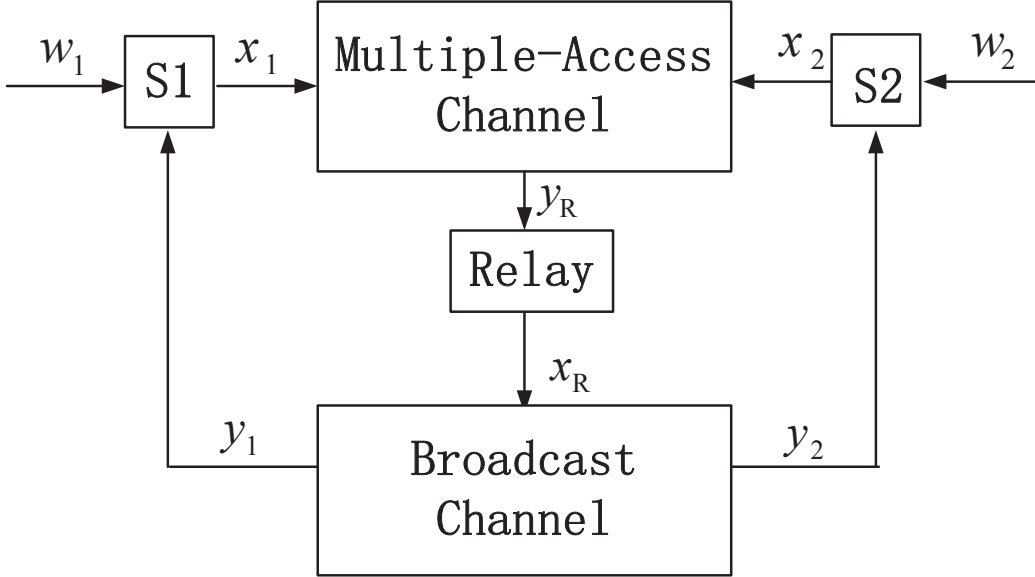 w1
S1
x1
Multiple-Access
Channel
x2
S2
w2
yR
Relay
xR
y1
Broadcast
Channel
y2